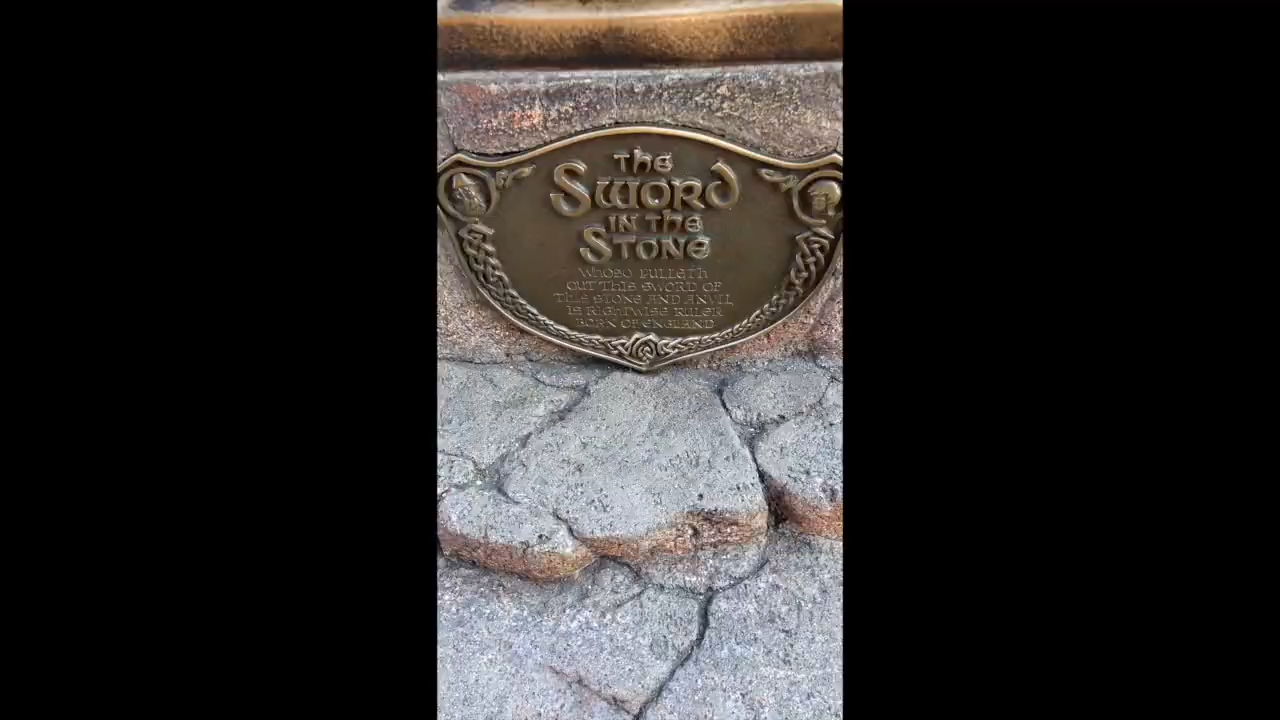 THE
SWORD
IN THE
STONE
WHOSO PULLETH
OUT THIS SWORD OF
THIS STONE AND ANVIL
IS RIGHTWISE RULER
BORN OF ENGLAND